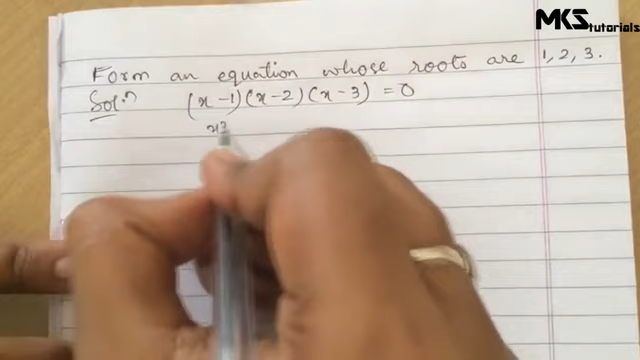 MKS tutorials
Form an equation whose roots are 1, 2, 3.
Sol.n (x-1)(x-2)(x-3) = 0